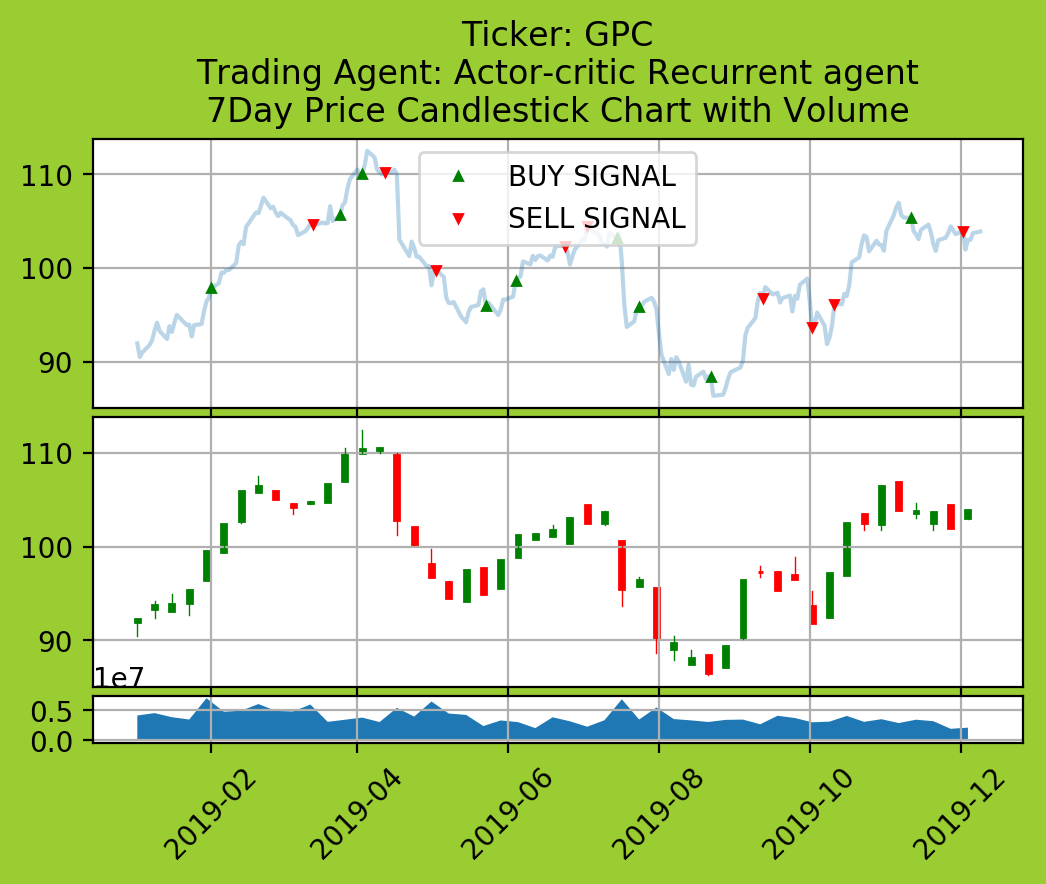 Ticker: GPC
Trading Agent: Actor-critic Recurrent agent
7Day Price Candlestick Chart with Volume
110
100
90
BUY SIGNAL
SELL SIGNAL
110
100
90
1e7
0.5
0.0
2019-02
2019-04
2019-06
2019-08
2019-10
2019-12